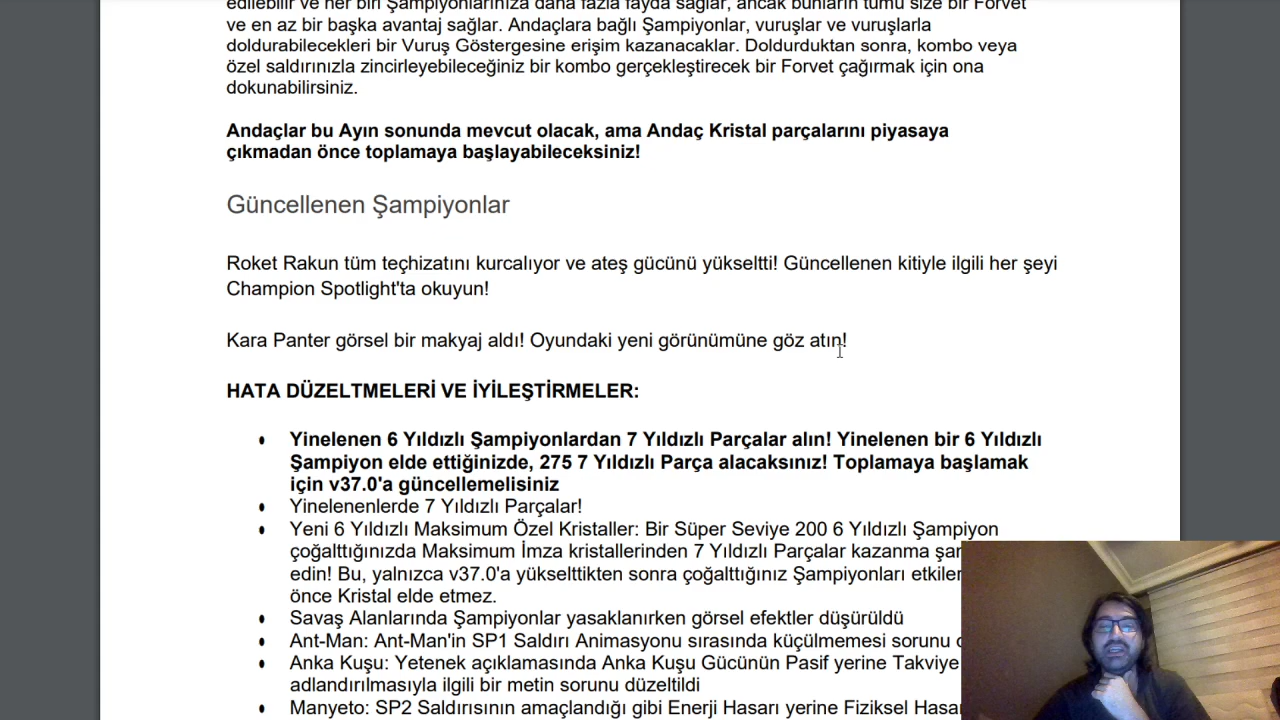 edilebilir ve her biri Şampiyonlarınıza daha fazla fayda sağlar, ancak bunların tümü size bir Forvet
ve en az bir başka avantaj sağlar. Andaçlara bağlı Şampiyonlar, vuruşlar ve vuruşlarla
doldurabilecekleri bir Vuruş Göstergesine erişim kazanacaklar. Doldurduktan sonra, kombo veya
özel saldırınızla zincirleyebileceğiniz bir kombo gerçekleştirecek bir Forvet çağırmak için ona
dokunabilirsiniz.
Andaçlar bu Ayın sonunda mevcut olacak, ama Andaç Kristal parçalarını piyasaya
çıkmadan önce toplamaya başlayabileceksiniz!
Güncellenen Şampiyonlar
Roket Rakun tüm teçhizatını kurcalıyor ve ateş gücünü yükseltti! Güncellenen kitiyle ilgili her şeyi
Champion Spotlight'ta okuyun!
Kara Panter görsel bir makyaj aldı! Oyundaki yeni görünümüne göz atın!
HATA DÜZELTMELERİ VE İYİLEŞTİRMELER:
• Yinelenen 6 Yıldızlı Şampiyonlardan 7 Yıldızlı Parçalar alın! Yinelenen bir 6 Yıldızlı
Şampiyon elde ettiğinizde, 275 7 Yıldızlı Parça alacaksınız! Toplamaya başlamak
için v37.0'a güncellemelisiniz
• Yinelenenlerde 7 Yıldızlı Parçalar!
• Yeni 6 Yıldızlı Maksimum Özel Kristaller: Bir Süper Seviye 200 6 Yıldızlı Şampiyon
çoğalttığınızda Maksimum İmza kristallerinden 7 Yıldızlı Parçalar kazanma
edin! Bu, yalnızca v37.0'a yükselttikten sonra çoğalttığınız Şampiyonları
önce Kristal elde etmez.
• Savaş Alanlarında Şampiyonlar yasaklanırken görsel efektler düşürüldü
• Ant-Man: Ant-Man'in SP1 Saldırı Animasyonu sırasında küçülmemesi sorunu
• Anka Kuşu: Yetenek açıklamasında Anka Kuşu Gücünün Pasif yerine Takviye
adlandırılmasıyla ilgili bir metin sorunu düzeltildi
• Manyeto: SP2 Saldırısının amaçlandığı gibi Enerji Hasarı yerine Fiziksel